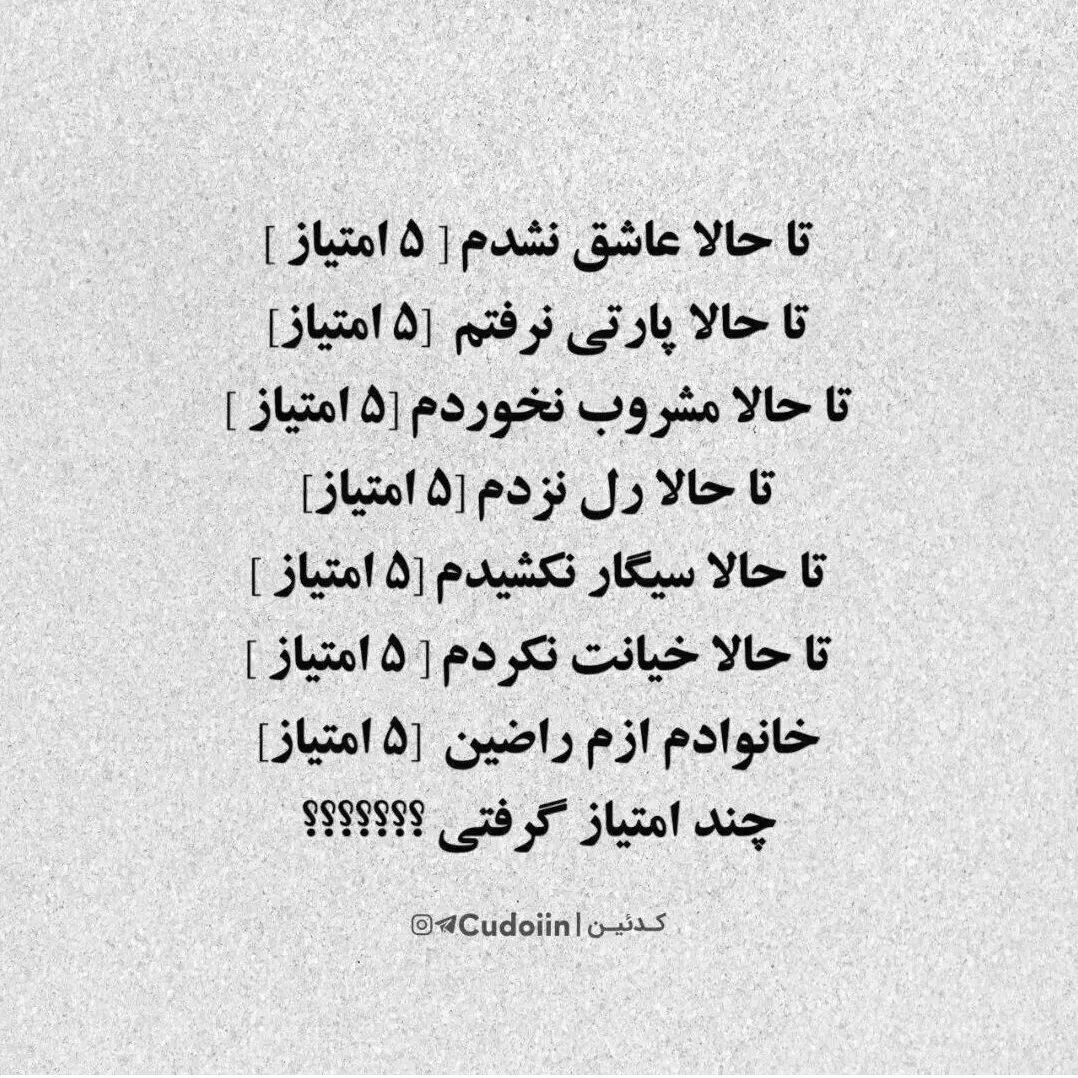 تا حالا عاشق نشدم [ ۵ امتیاز ]
تا حالا پارتی نرفتم [۵ امتیاز]
تا حالا مشروب نخوردم [۵ امتیاز ]
تا حالا رل نزدم [۵ امتیاز]
تا حالا سیگار نکشیدم [۵ امتیاز ]
تا حالا خیانت نکردم [ ۵ امتیاز ]
خانوادم ازم راضین [۵ امتیاز]
چند امتیاز گرفتی ؟؟؟؟؟؟؟
کـدئیـن | Cudoiin